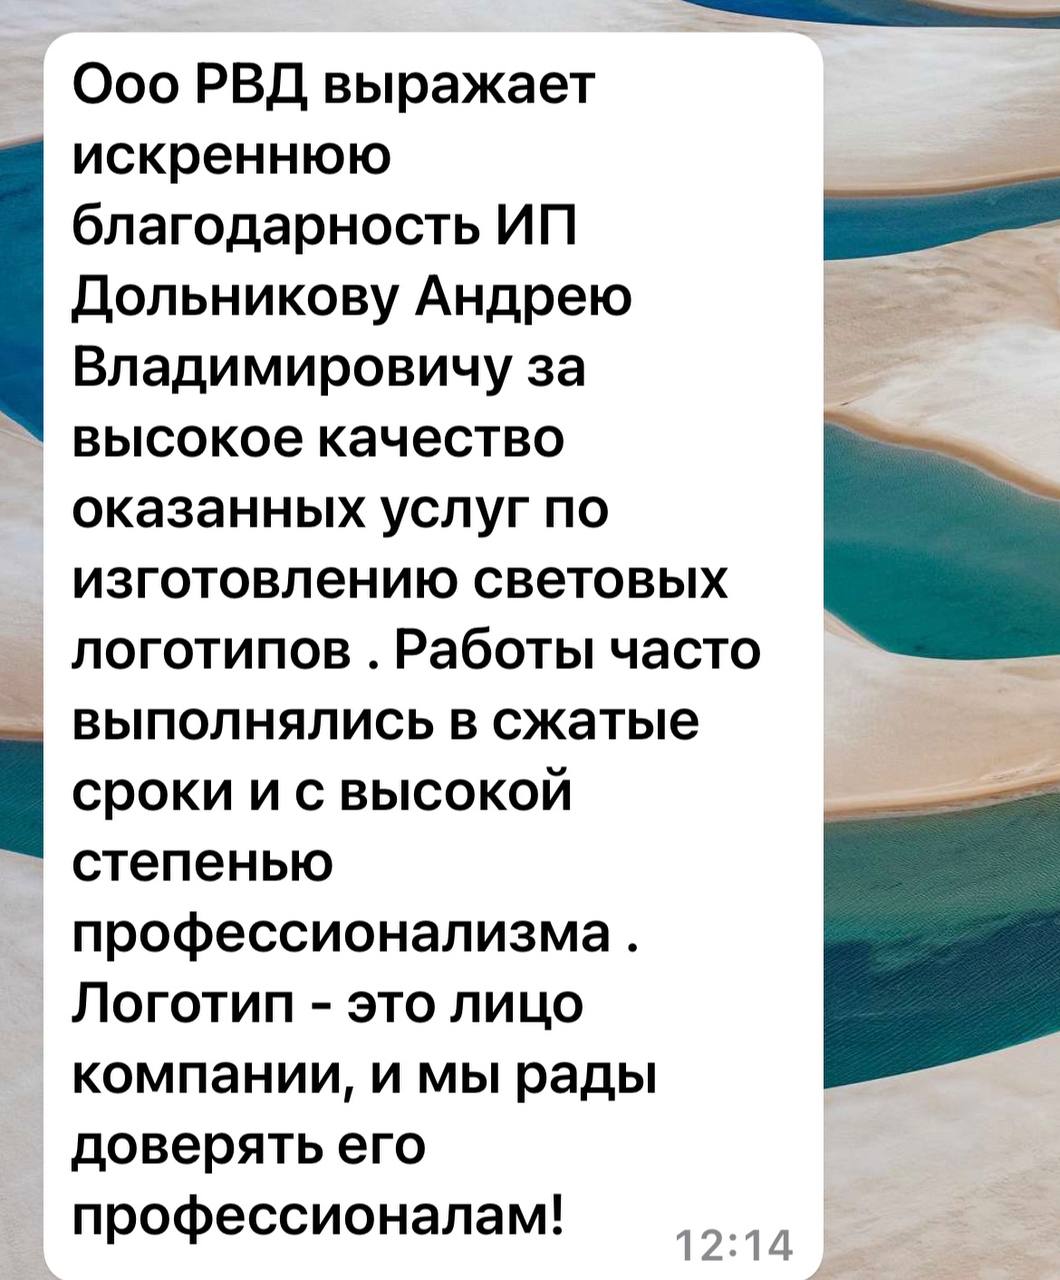 Ооо РВД выражает
искреннюю
благодарность ИП
Дольникову Андрею
Владимировичу за
высокое качество
оказанных услуг по
изготовлению световых
логотипов . Работы часто
выполнялись в сжатые
сроки и с высокой
степенью
профессионализма .
Логотип - это лицо
компании, и мы рады
доверять его
профессионалам!
12:14